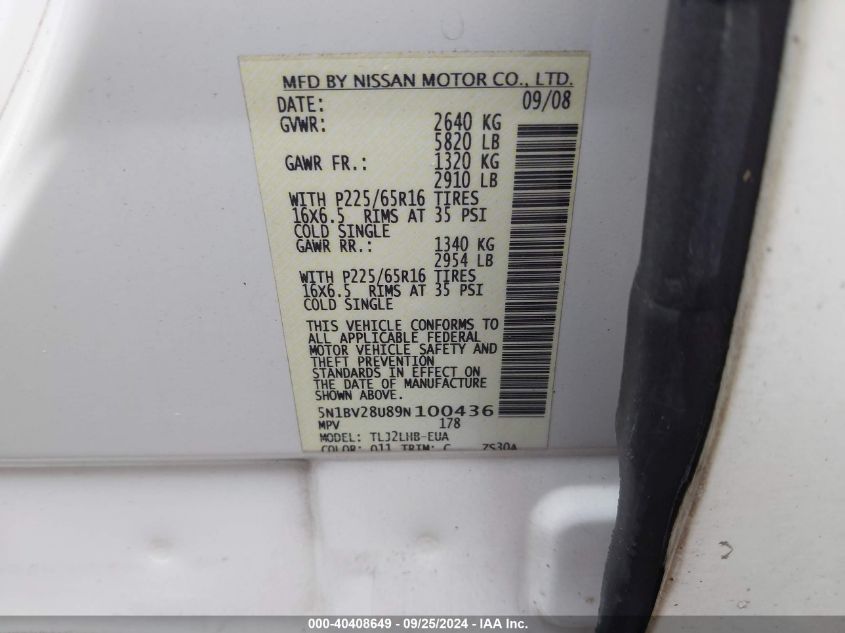 MFD BY NISSAN MOTOR CO., LTD.
DATE: 09/08
GVWR: 2640 KG
5820 LB
GAWR FR.: 1320 KG
2910 LB
WITH P225/65R16 TIRES
16X6.5 RIMS AT 35 PSI
COLD SINGLE
GAWR RR.: 1340 KG
2954 LB
WITH P225/65R16 TIRES
16X6.5 RIMS AT 35 PSI
COLD SINGLE
THIS VEHICLE CONFORMS TO
ALL APPLICABLE FEDERAL
MOTOR VEHICLE SAFETY AND
THEFT PREVENTION
STANDARDS IN EFFECT ON
THE DATE OF MANUFACTURE
SHOWN ABOVE.
5N1BV28U89N100436
MPV 178
MODEL: TLJ2LHB-EUA
COLOR: TRIM: C
000-40408649 - 09/25/2024 - IAA Inc.